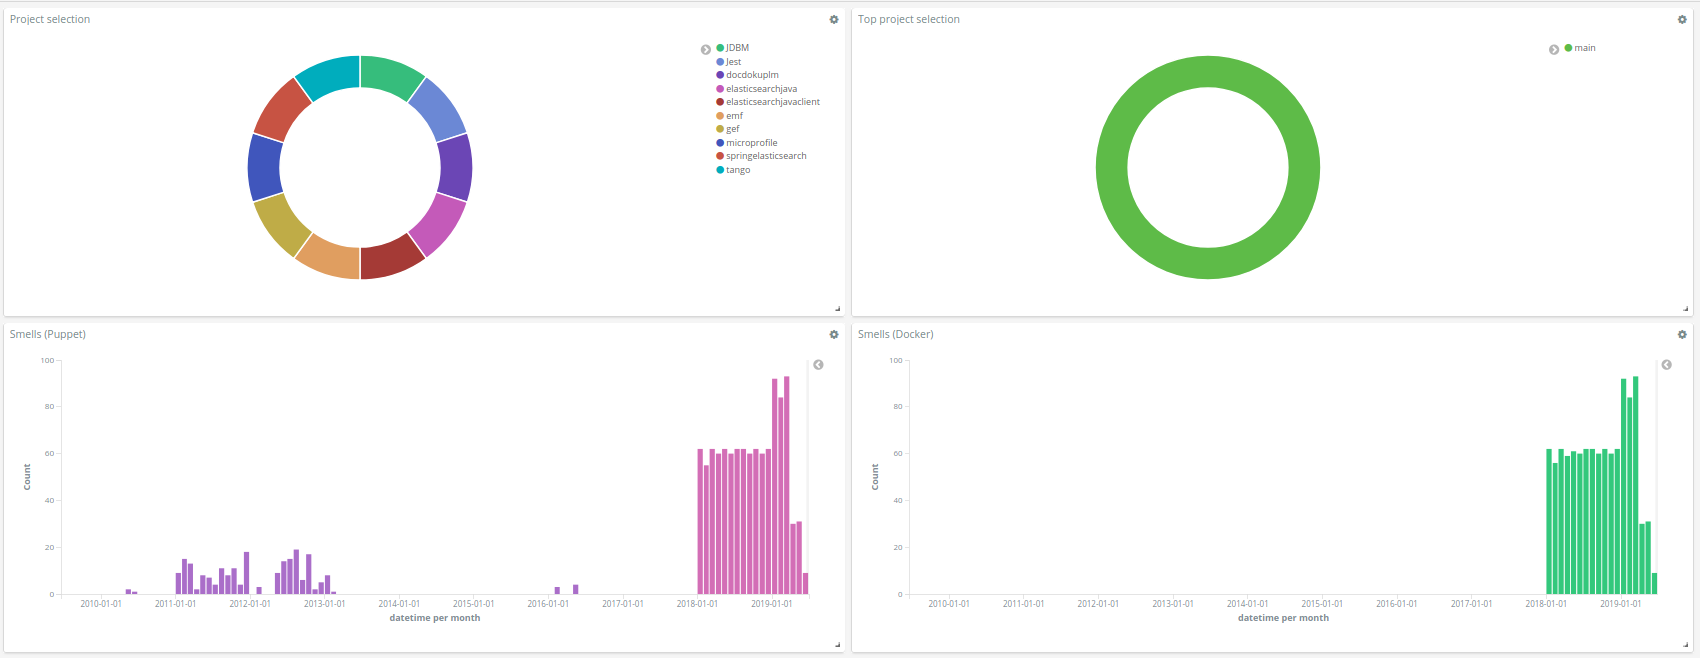 Project selection
JDBM
Jest
docdokuplm
elasticsearchjava
elasticsearchjavaclient
emf
gef
microprofile
springelasticsearch
tango
Top project selection
main
Smells (Puppet)
100
80
60
40
20
0
Count
2010-01-01 2011-01-01 2012-01-01 2013-01-01 2014-01-01 2015-01-01 2016-01-01 2017-01-01 2018-01-01 2019-01-01
datetime per month
Smells (Docker)
100
80
60
40
20
0
Count
2010-01-01 2011-01-01 2012-01-01 2013-01-01 2014-01-01 2015-01-01 2016-01-01 2017-01-01 2018-01-01 2019-01-01
datetime per month